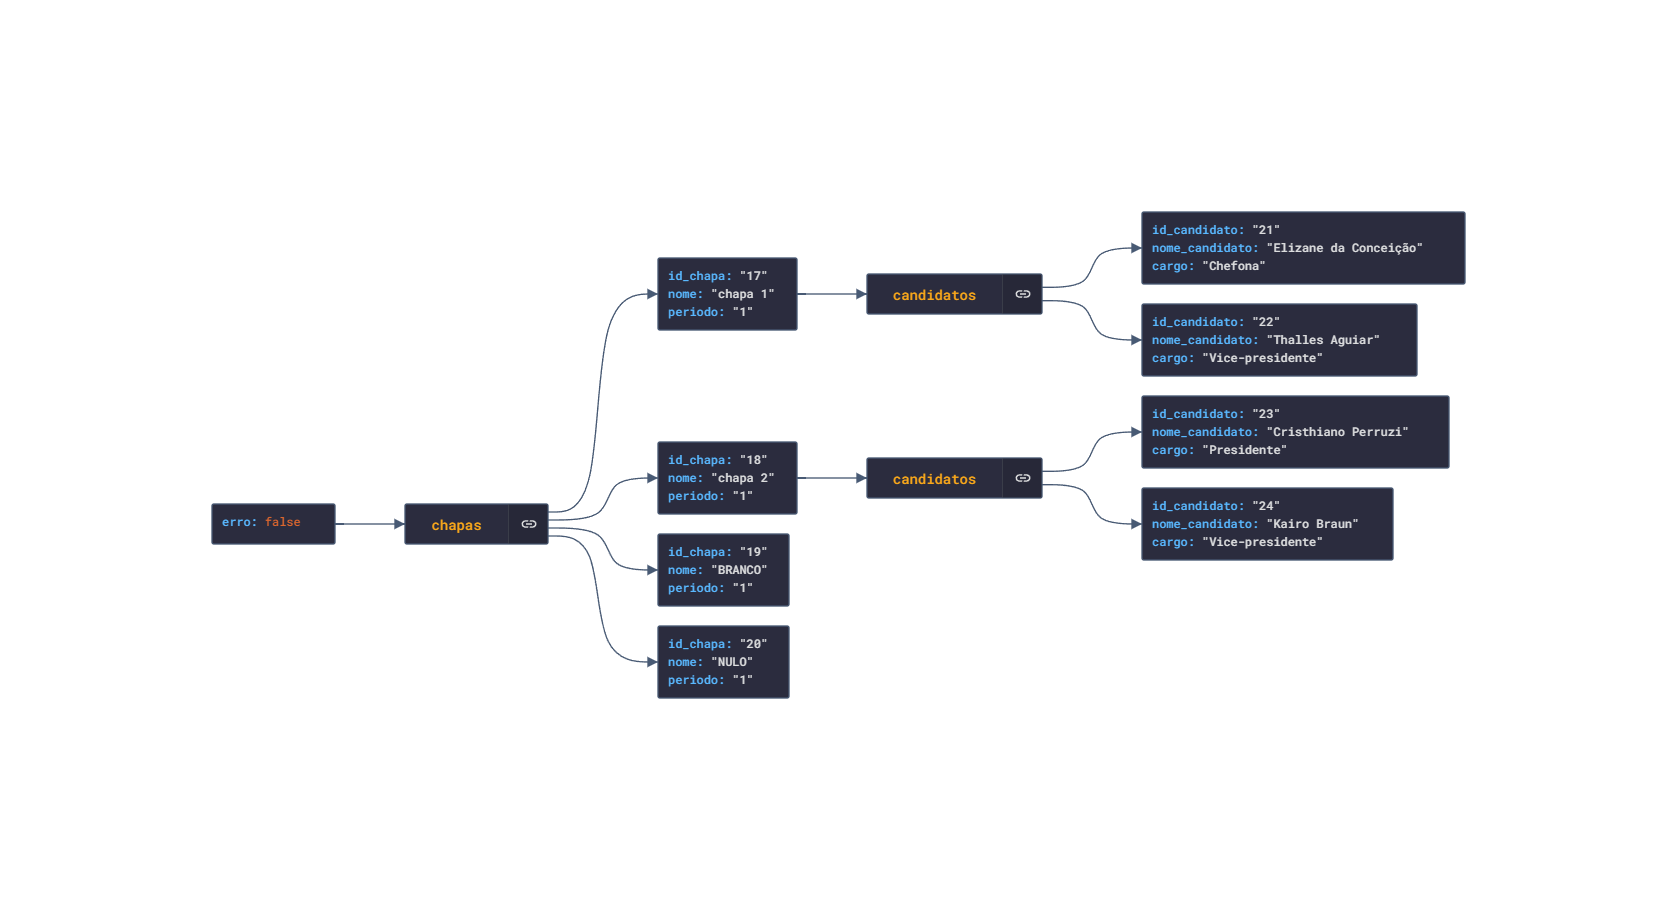 erro: false
chapas
id_chapa: "17"
nome: "chapa 1"
periodo: "1"
candidatos
id_candidato: "21"
nome_candidato: "Elizane da Conceição"
cargo: "Chefona"
id_candidato: "22"
nome_candidato: "Thalles Aguiar"
cargo: "Vice-presidente"
id_chapa: "18"
nome: "chapa 2"
periodo: "1"
candidatos
id_candidato: "23"
nome_candidato: "Cristhiano Perruzi"
cargo: "Presidente"
id_candidato: "24"
nome_candidato: "Kairo Braun"
cargo: "Vice-presidente"
id_chapa: "19"
nome: "BRANCO"
periodo: "1"
id_chapa: "20"
nome: "NULO"
periodo: "1"